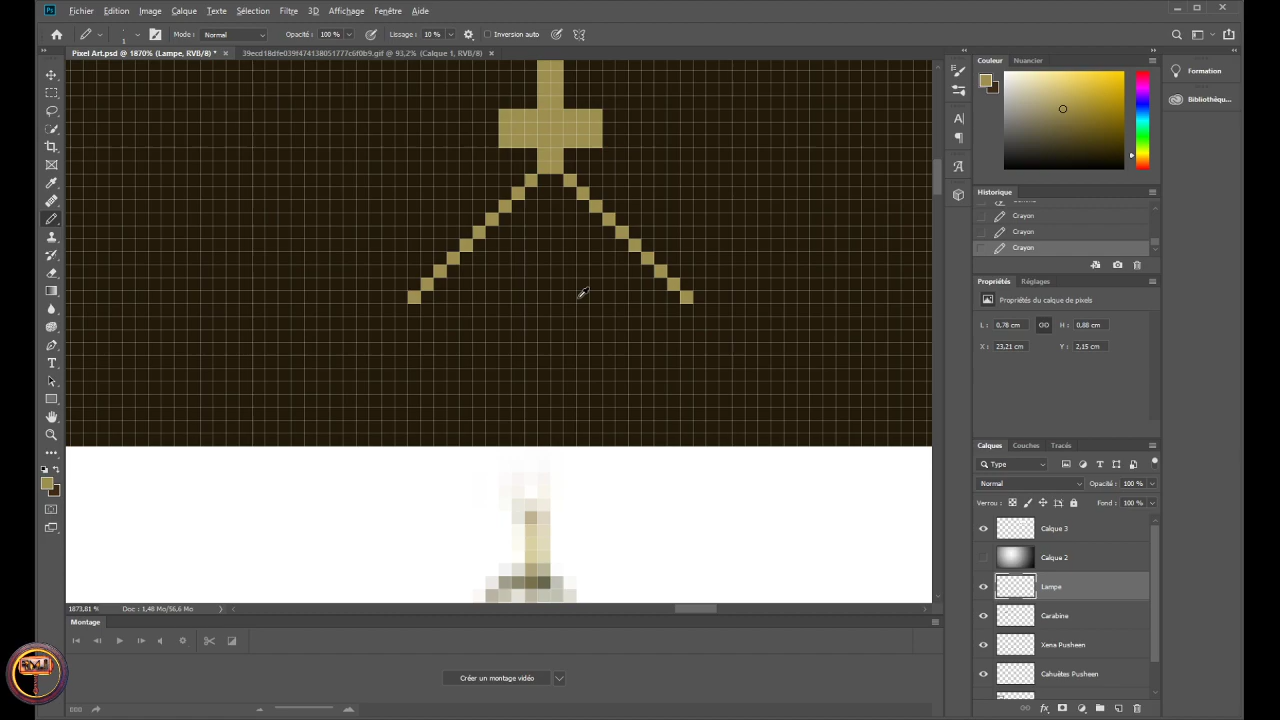 Ps Fichier Edition Image Calque Texte Sélection Filtre 3D Affichage Fenêtre Aide
1 Mode : Normal Opacité : 100 % Lissage : 10 % Inversion auto
Pixel Art.psd @ 1870% (Lampe, RVB/8) * × 39ecd18dfe039f474138051777c6f0b9.gif @ 93,2% (Calque 1, RVB/8) ×
Couleur Nuancier
Formation
Bibliothèqu...
Historique
Crayon
Crayon
Crayon
Propriétés Réglages
Propriétés du calque de pixels
L : 0,78 cm H : 0,88 cm
X : 23,21 cm Y : 2,15 cm
Calques Couches Tracés
Type
Normal Opacité : 100 %
Verrou : Fond : 100 %
Calque 3
Calque 2
Lampe
Carabine
Xena Pusheen
Cahuètes Pusheen
1873,81 % Doc : 1,48 Mo/56,6 Mo
Montage
Créer un montage vidéo